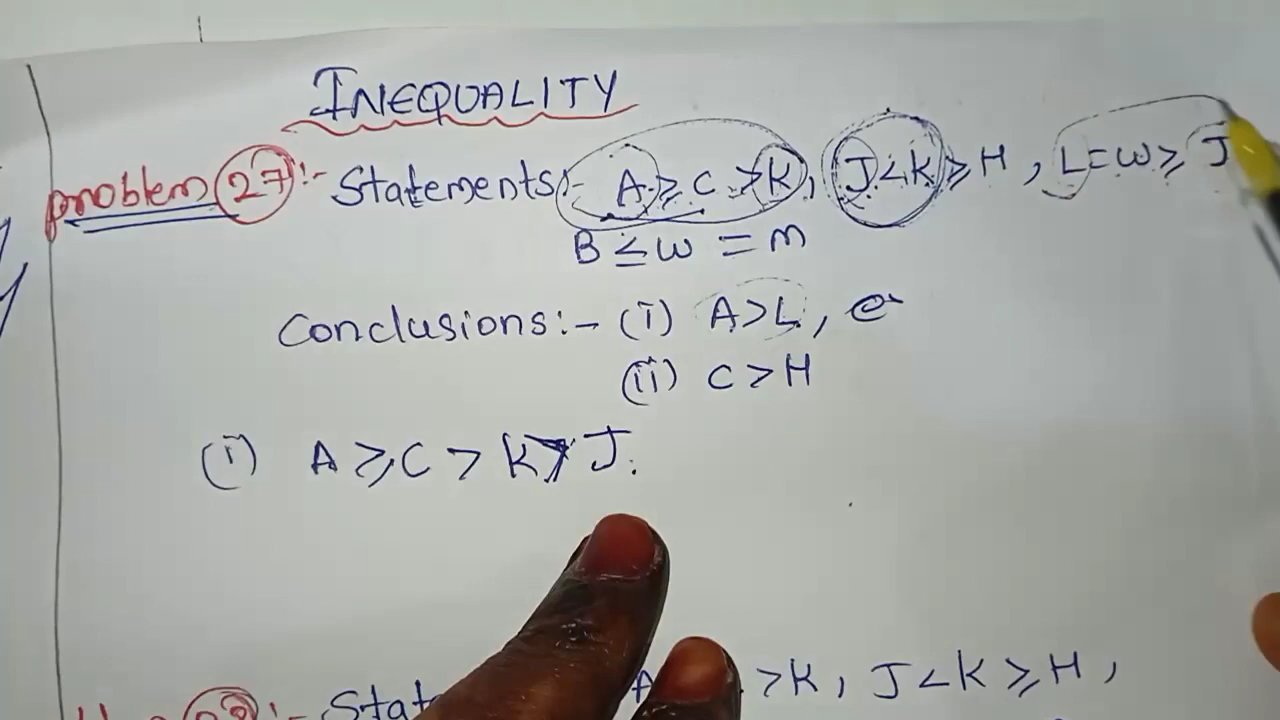 INEQUALITY
problem 27:- Statements:- A ≥ C > K, J < K ≥ H, L = W ≥ J
B ≤ W = M
Conclusions:- (i) A > L,
(ii) C > H
(i) A ≥ C > K > J.
> K, J < K ≥ H,